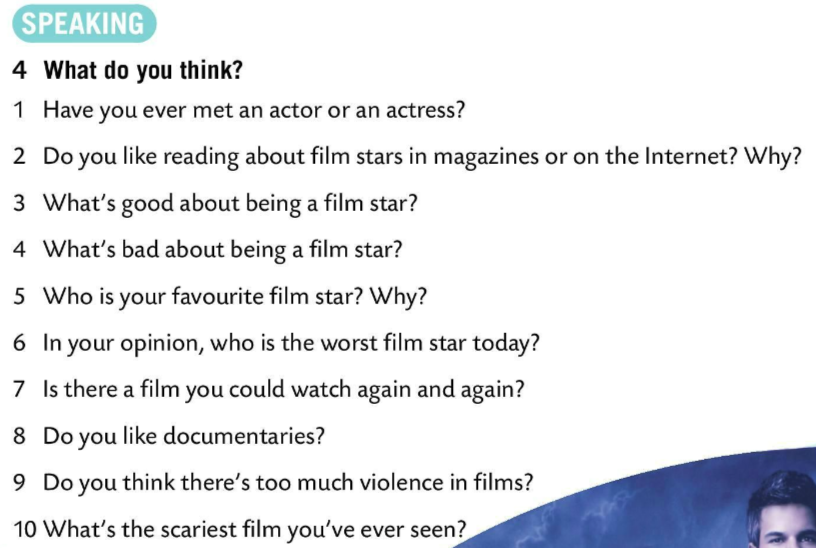 SPEAKING
4 What do you think?
1 Have you ever met an actor or an actress?
2 Do you like reading about film stars in magazines or on the Internet? Why?
3 What's good about being a film star?
4 What's bad about being a film star?
5 Who is your favourite film star? Why?
6 In your opinion, who is the worst film star today?
7 Is there a film you could watch again and again?
8 Do you like documentaries?
9 Do you think there's too much violence in films?
10 What's the scariest film you've ever seen?